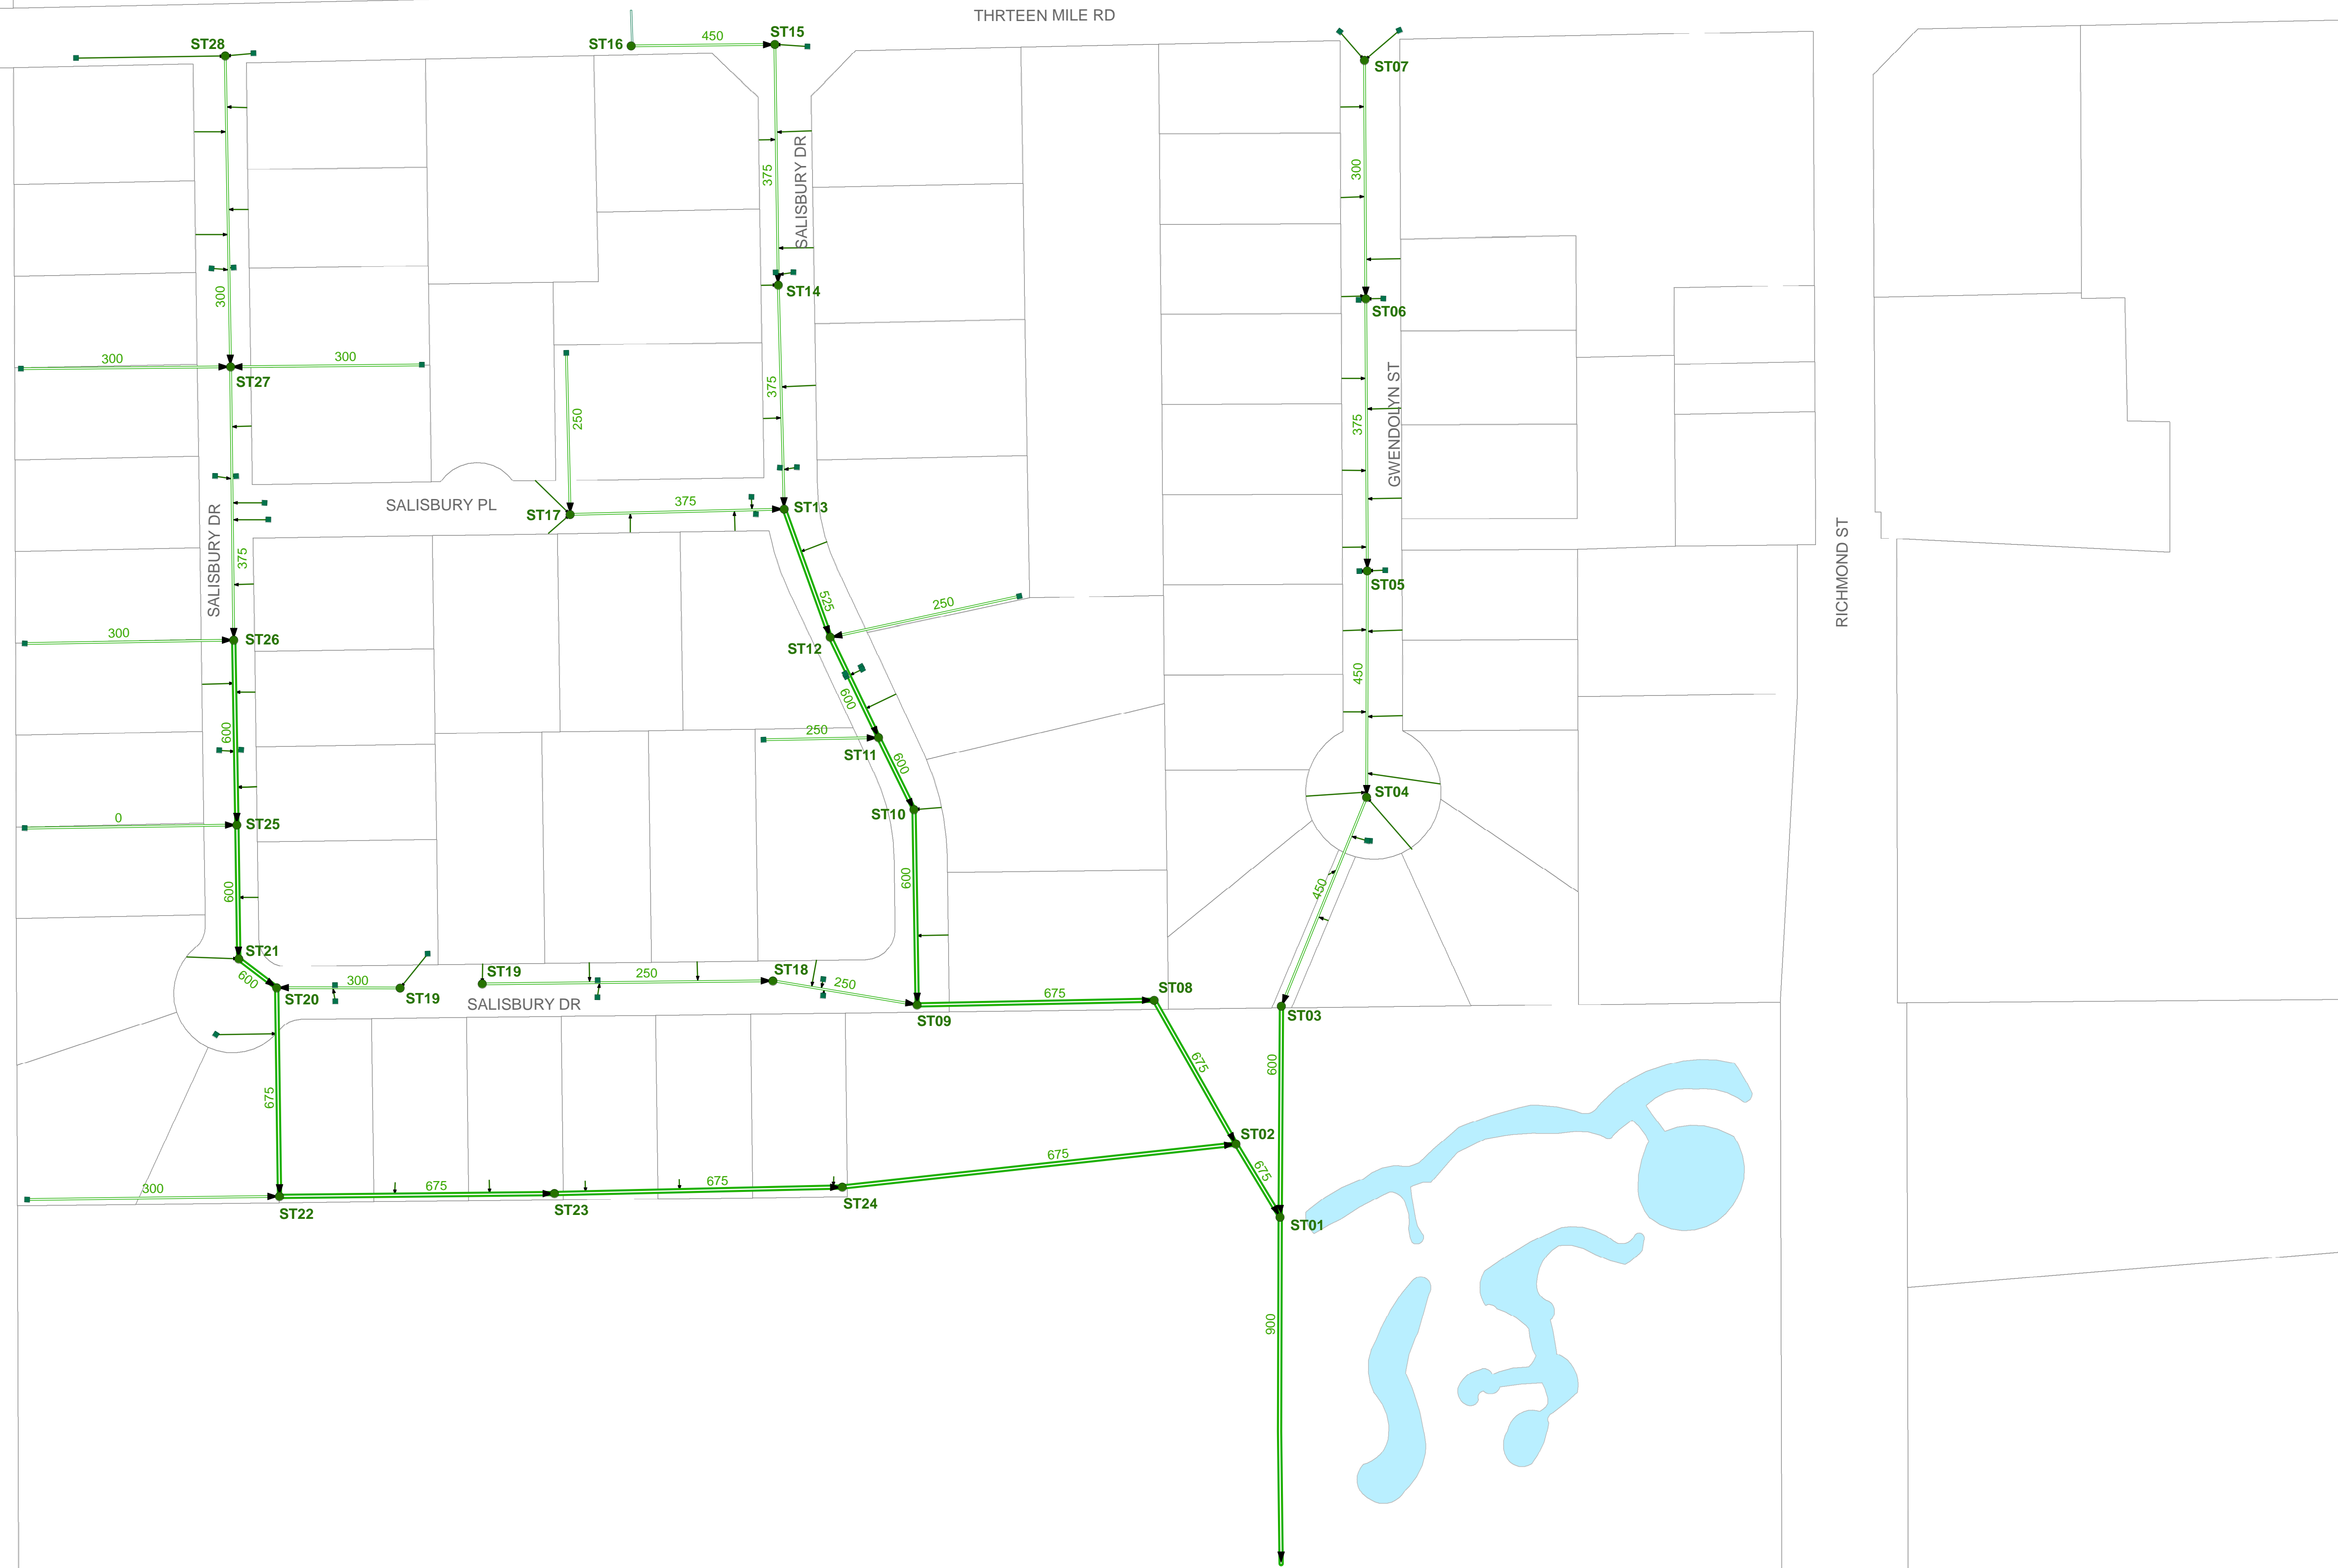 THRTEEN MILE RD
ST28
ST16
450
ST15
ST07
375
SALISBURY DR
300
300
ST14
ST06
300
300
ST27
375
250
375
GWENDOLYN ST
SALISBURY PL
ST17
375
ST13
SALISBURY DR
375
RICHMOND ST
ST05
525
250
300
ST26
ST12
450
600
600
250
ST11
600
ST04
0
ST25
ST10
600
600
450
ST21
600
ST19
250
ST18
250
300
ST20
ST19
SALISBURY DR
675
ST08
ST09
ST03
675
600
675
ST02
675
675
300
675
675
ST22
ST23
ST24
ST01
900